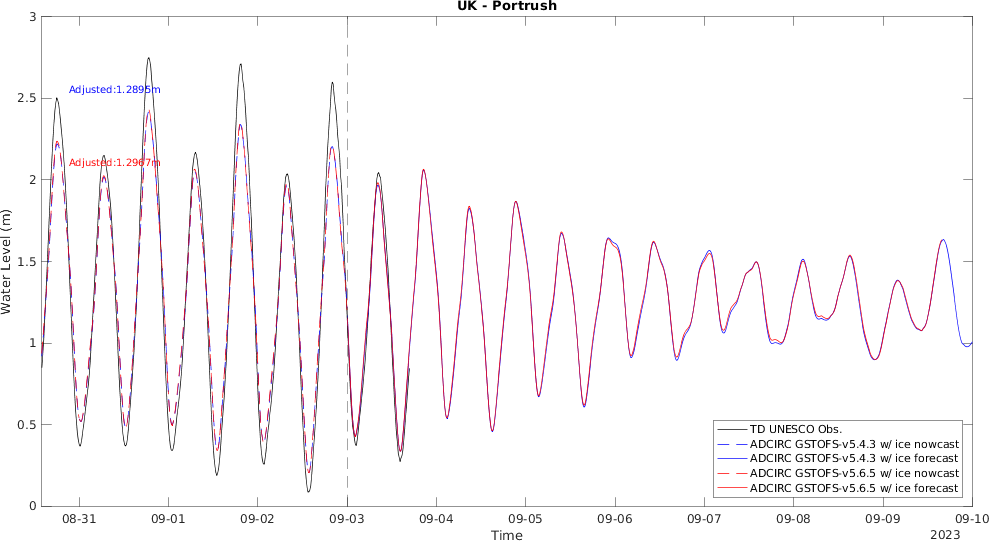 UK - Portrush
3
2.5
2
1.5
1
0.5
0
Water Level (m)
Adjusted:1.2895m
Adjusted:1.2967m
TD UNESCO Obs.
ADCIRC GSTOFS-v5.4.3 w/ ice nowcast
ADCIRC GSTOFS-v5.4.3 w/ ice forecast
ADCIRC GSTOFS-v5.6.5 w/ ice nowcast
ADCIRC GSTOFS-v5.6.5 w/ ice forecast
08-31 09-01 09-02 09-03 09-04 09-05 09-06 09-07 09-08 09-09 09-10
Time
2023